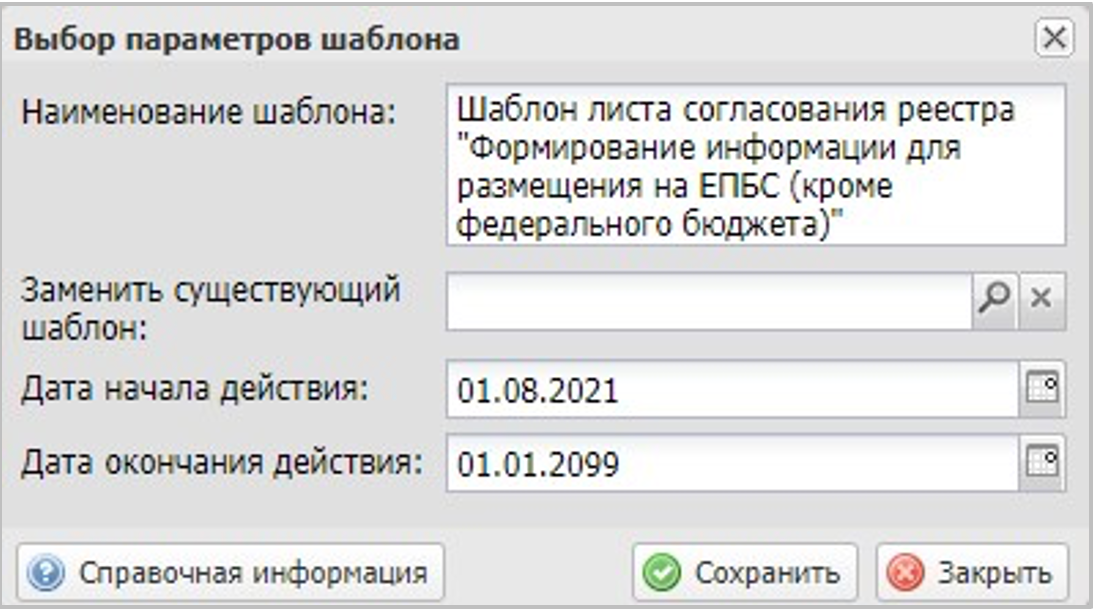 Выбор параметров шаблона
Наименование шаблона:
Шаблон листа согласования реестра
"Формирование информации для
размещения на ЕПБС (кроме
федерального бюджета)"
Заменить существующий
шаблон:
Дата начала действия:
01.08.2021
Дата окончания действия:
01.01.2099
Справочная информация
Сохранить
Закрыть